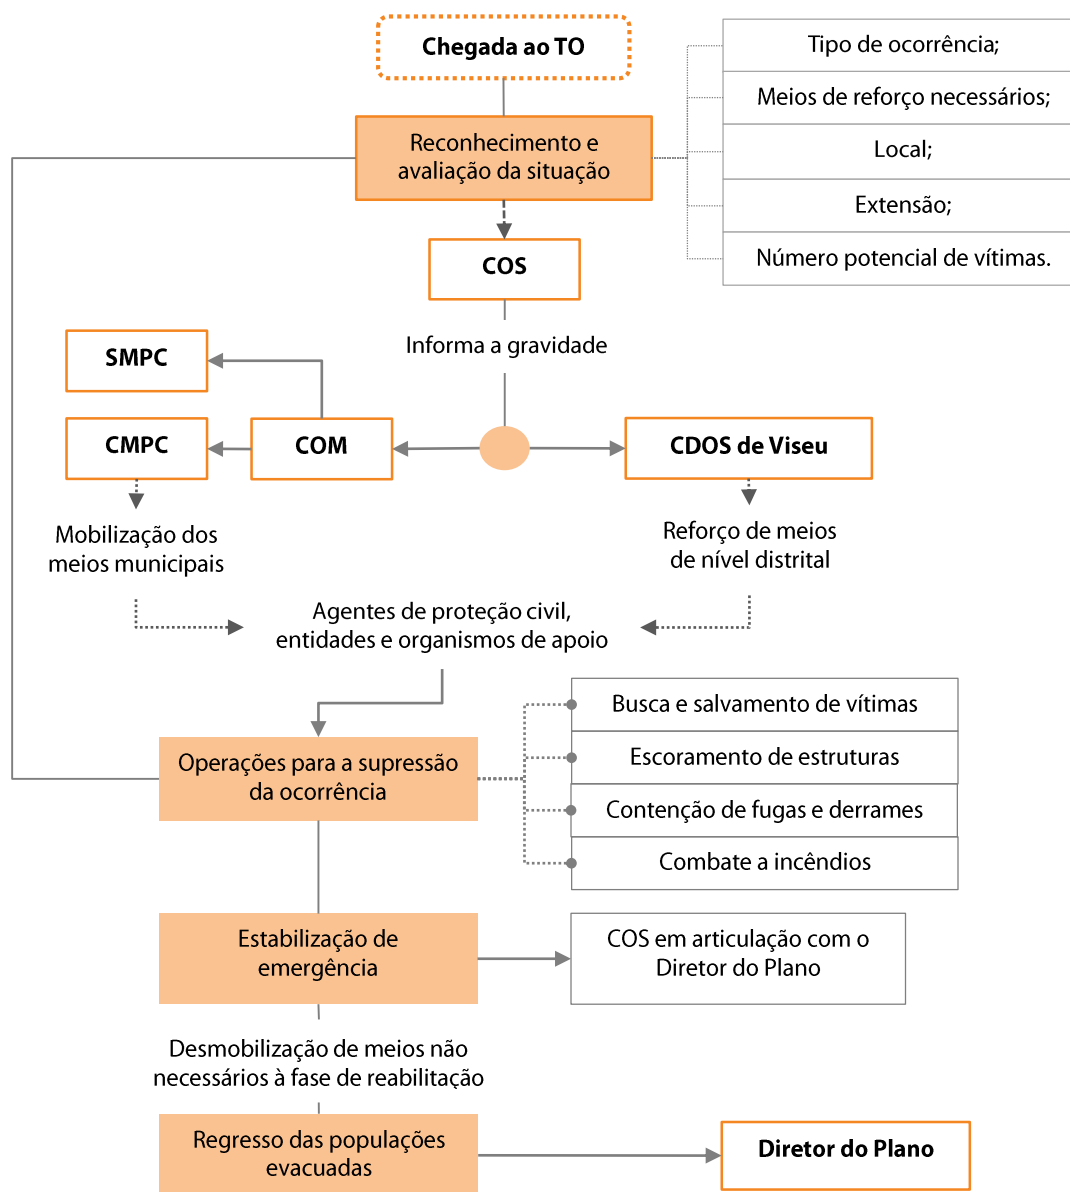 Chegada ao TO
Tipo de ocorrência;
Meios de reforço necessários;
Local;
Extensão;
Número potencial de vítimas.
Reconhecimento e
avaliação da situação
COS
Informa a gravidade
SMPC
CMPC
COM
CDOS de Viseu
Mobilização dos
meios municipais
Reforço de meios
de nível distrital
Agentes de proteção civil,
entidades e organismos de apoio
Busca e salvamento de vítimas
Escoramento de estruturas
Contenção de fugas e derrames
Combate a incêndios
Operações para a supressão
da ocorrência
Estabilização de
emergência
COS em articulação com o
Diretor do Plano
Desmobilização de meios não
necessários à fase de reabilitação
Regresso das populações
evacuadas
Diretor do Plano